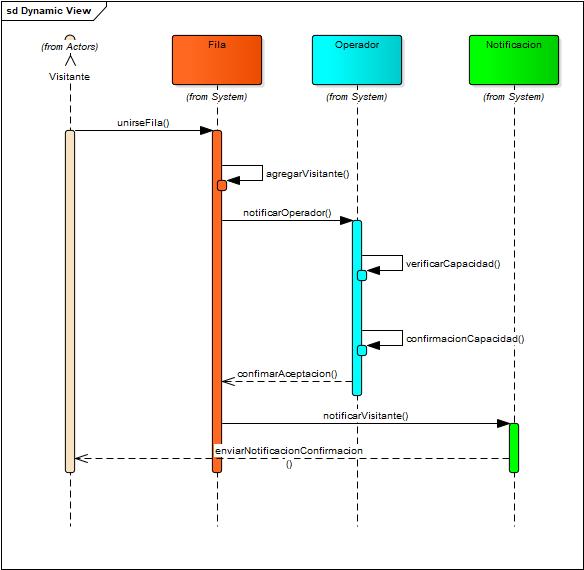 sd Dynamic View
(from Actors)
Visitante
Fila
(from System)
Operador
(from System)
Notificacion
(from System)
unirseFila()
agregarVisitante()
notificarOperador()
verificarCapacidad()
confirmacionCapacidad()
confimarAceptacion()
notificarVisitante()
enviarNotificacionConfirmacion
()